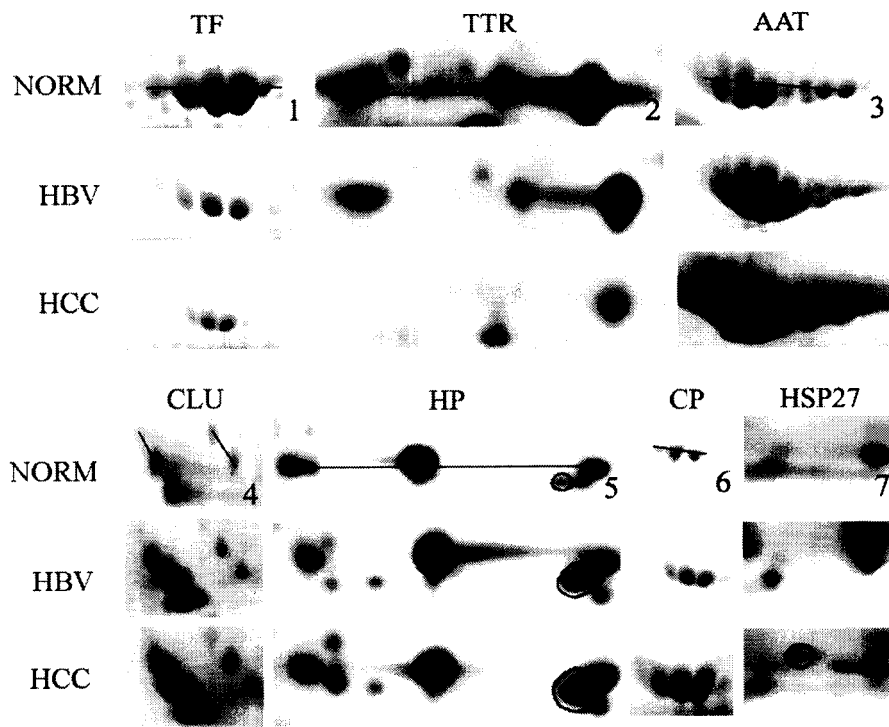 TF TTR AAT
NORM 1 2 3
HBV
HCC
CLU HP CP HSP27
NORM 4 5 6 7
HBV
HCC